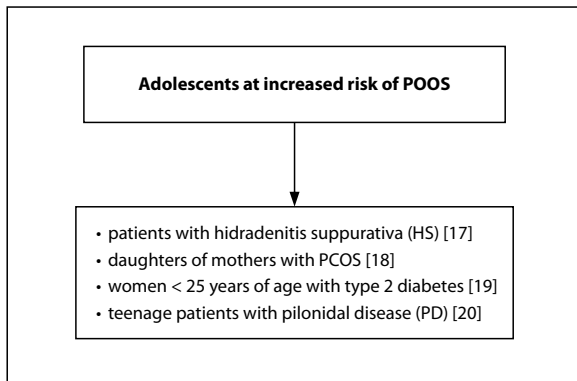 Adolescents at increased risk of POOS
• patients with hidradenitis suppurativa (HS) [17]
• daughters of mothers with PCOS [18]
• women < 25 years of age with type 2 diabetes [19]
• teenage patients with pilonidal disease (PD) [20]